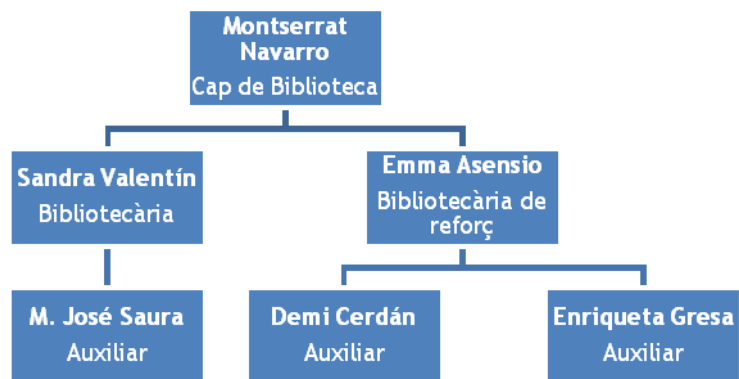 Montserrat
Navarro
Cap de Biblioteca
Sandra Valentín
Bibliotecària
Emma Asensio
Bibliotecària de
reforç
M. José Saura
Auxiliar
Demi Cerdán
Auxiliar
Enriqueta Gresa
Auxiliar